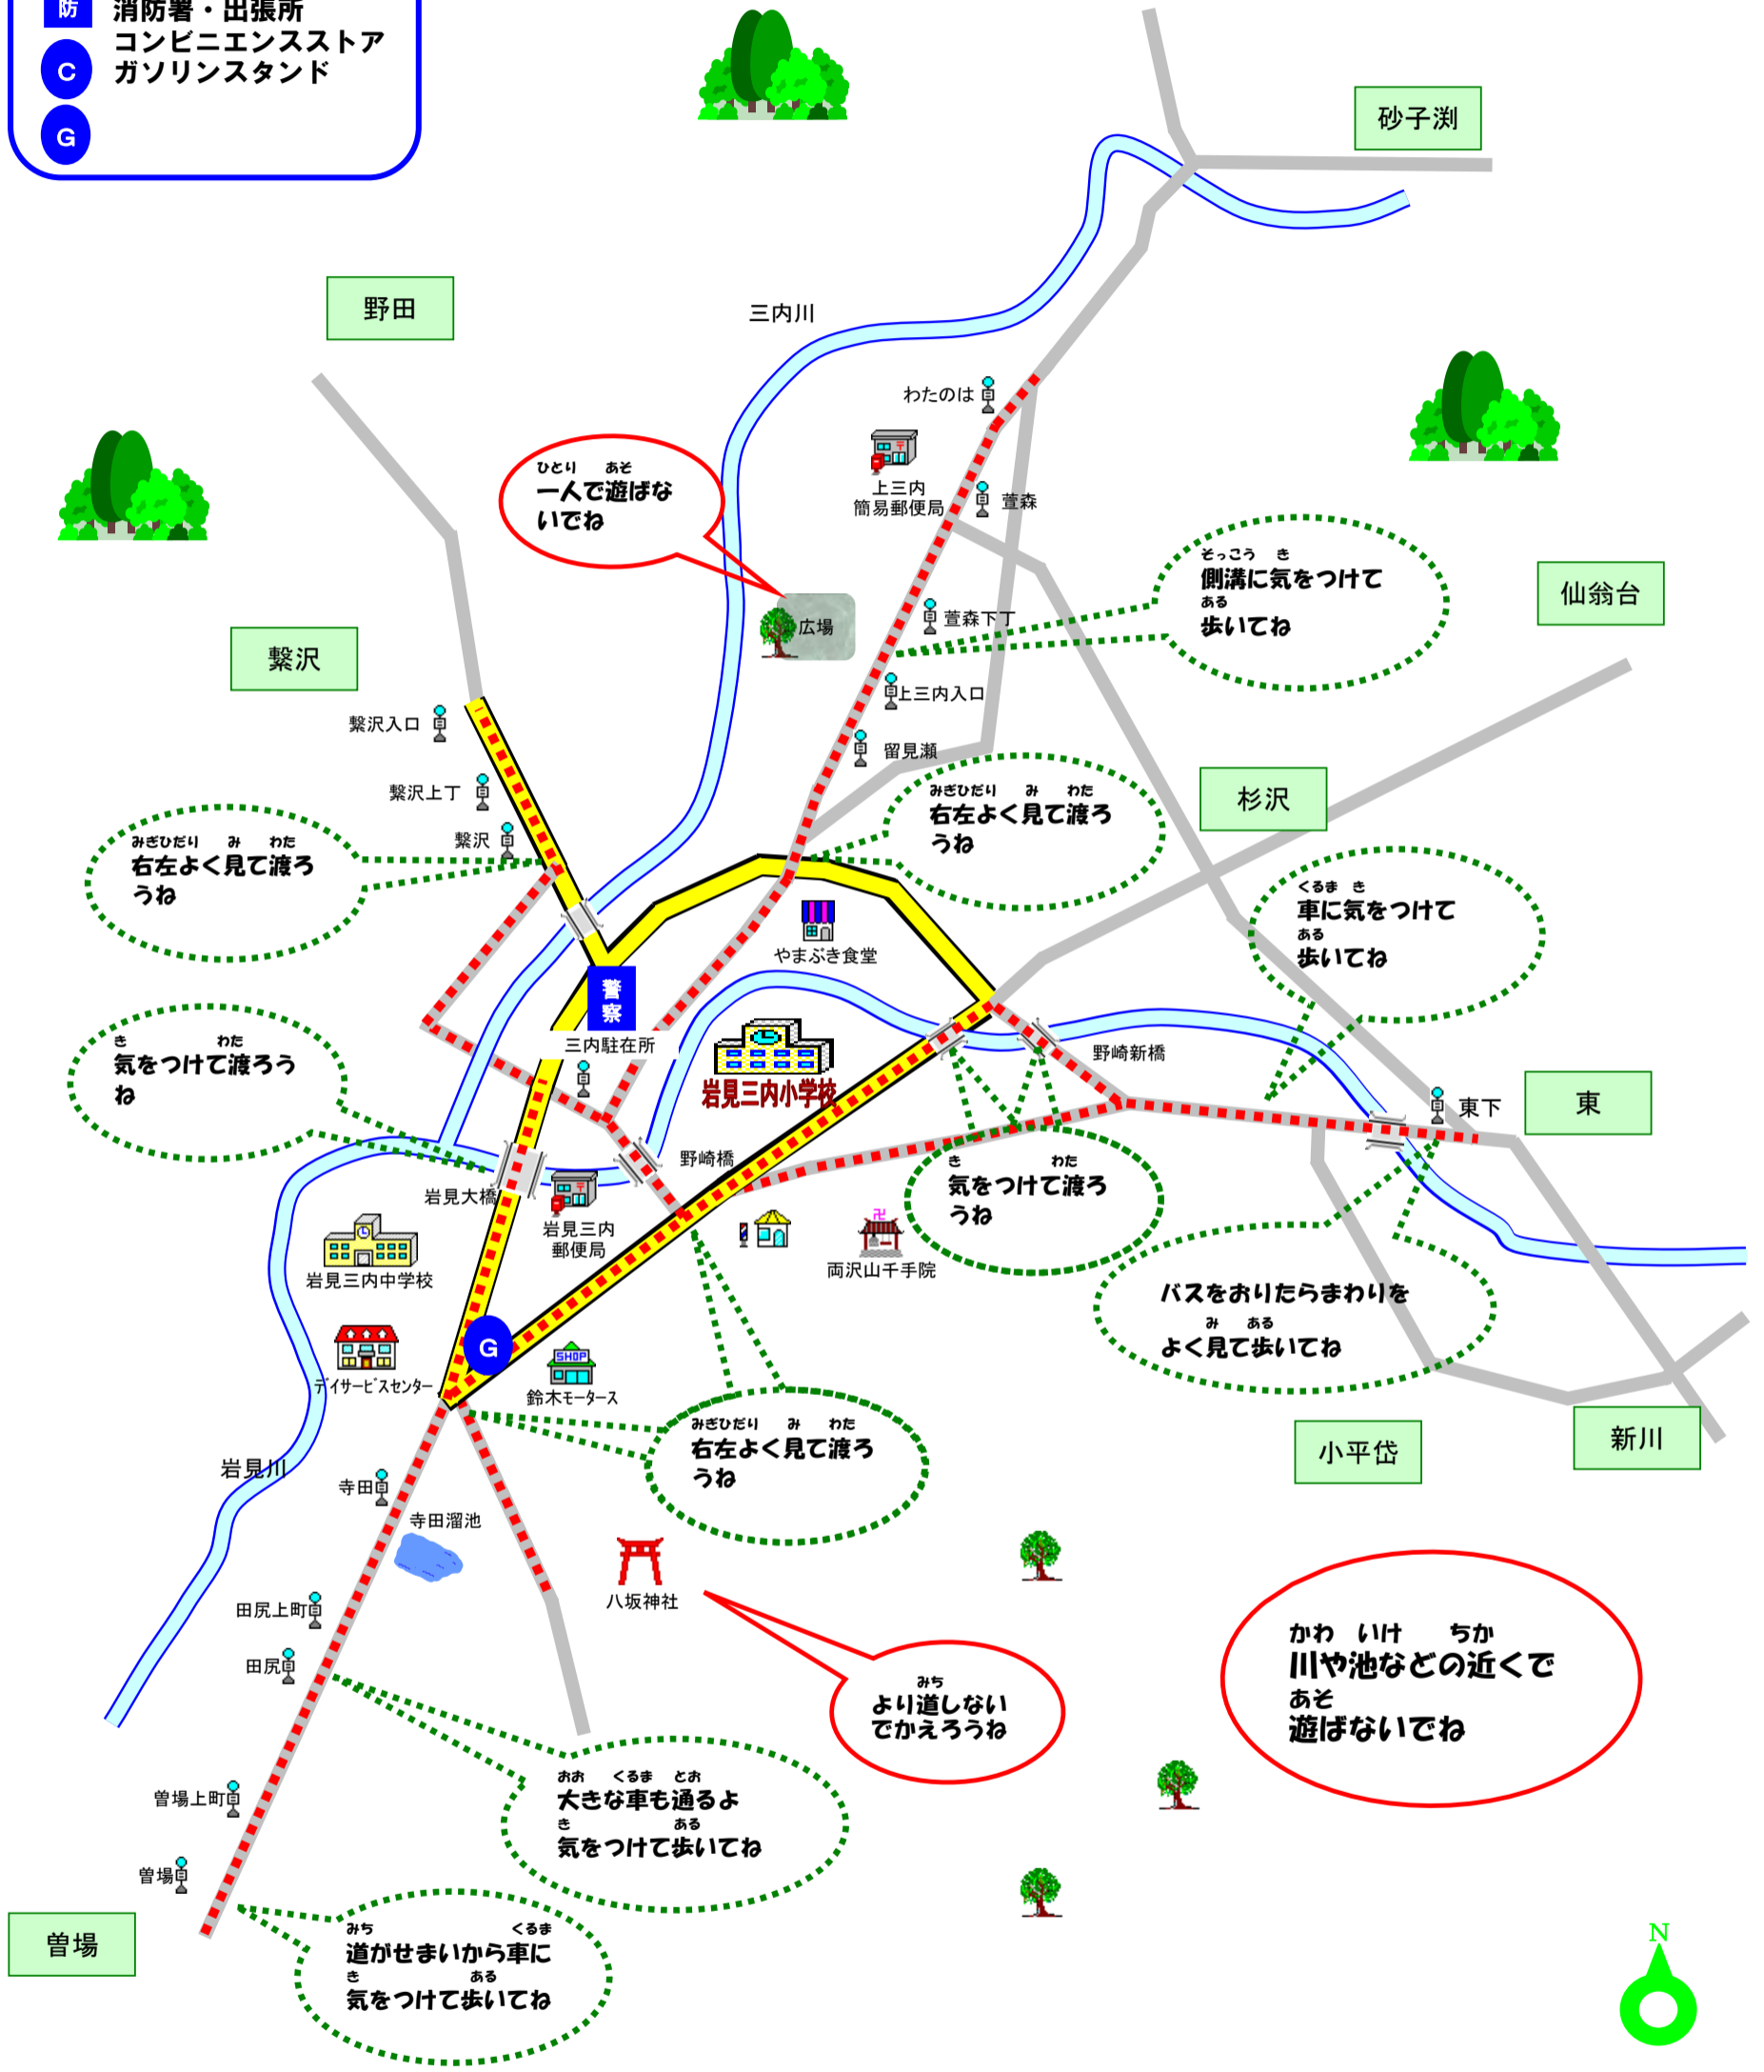 防
消防署・出張所
コンビニエンスストア
C
ガソリンスタンド
G
砂子渕
野田
三内川
わたのは
上三内
簡易郵便局
萱森
ひとり あそ
一人で遊ばな
いでね
そっこう き
側溝に気をつけて
ある
歩いてね
仙翁台
広場
萱森下丁
繋沢
上三内入口
繋沢入口
留見瀬
繋沢上丁
杉沢
みぎひだり み わた
右左よく見て渡ろ
うね
繋沢
みぎひだり み わた
右左よく見て渡ろ
うね
くるま き
車に気をつけて
ある
歩いてね
やまぶき食堂
警
察
三内駐在所
野崎新橋
き わた
気をつけて渡ろう
ね
岩見三内小学校
東下
東
野崎橋
き わた
気をつけて渡ろ
うね
岩見大橋
岩見三内
郵便局
岩見三内中学校
両沢山千手院
バスをおりたらまわりを
み ある
よく見て歩いてね
G
デイサービスセンター
SHOP
鈴木モータース
みぎひだり み わた
右左よく見て渡ろ
うね
小平岱
新川
岩見川
寺田
寺田溜池
八坂神社
田尻上町
田尻
みち
より道しない
でかえろうね
かわ いけ ちか
川や池などの近くで
あそ
遊ばないでね
おお くるま とお
大きな車も通るよ
き ある
気をつけて歩いてね
曽場上町
曽場
曽場
みち くるま
道がせまいから車に
き ある
気をつけて歩いてね
N